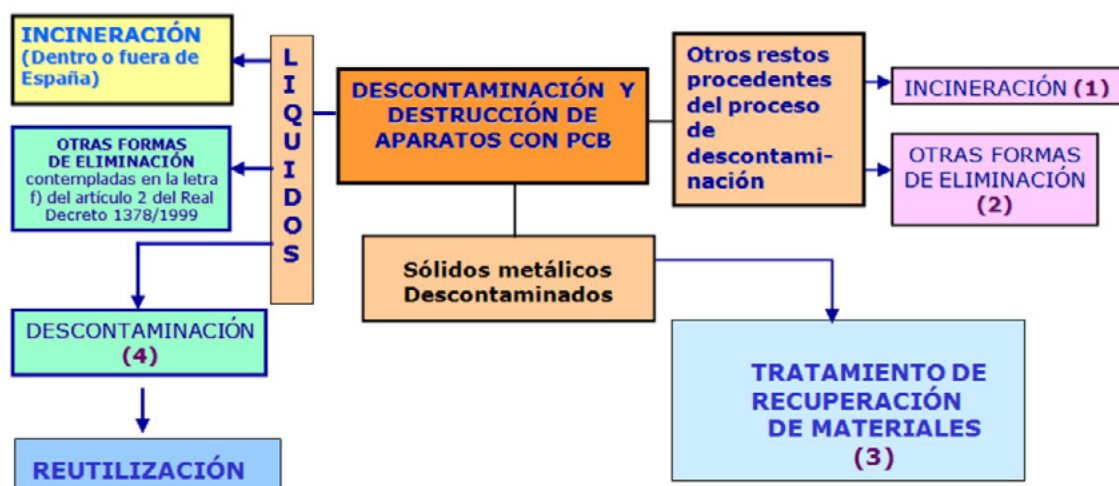 INCINERACIÓN
(Dentro o fuera de
España)
OTRAS FORMAS
DE ELIMINACIÓN
contempladas en la letra
f) del artículo 2 del Real
Decreto 1378/1999
DESCONTAMINACIÓN
(4)
REUTILIZACIÓN
L
I
Q
U
I
D
O
S
DESCONTAMINACIÓN Y
DESTRUCCIÓN DE
APARATOS CON PCB
Sólidos metálicos
Descontaminados
Otros restos
procedentes
del proceso
de
descontami-
nación
INCINERACIÓN (1)
OTRAS FORMAS
DE ELIMINACIÓN
(2)
TRATAMIENTO DE
RECUPERACIÓN
DE MATERIALES
(3)